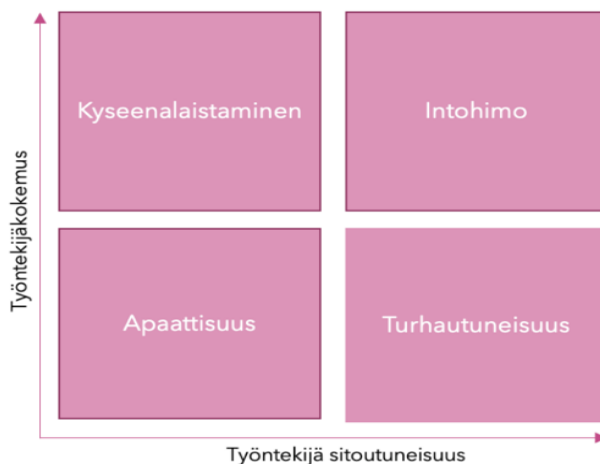 Kyseenalaistaminen
Intohimo
Työntekijäkokemus
Apaattisuus
Turhautuneisuus
Työntekijä sitoutuneisuus